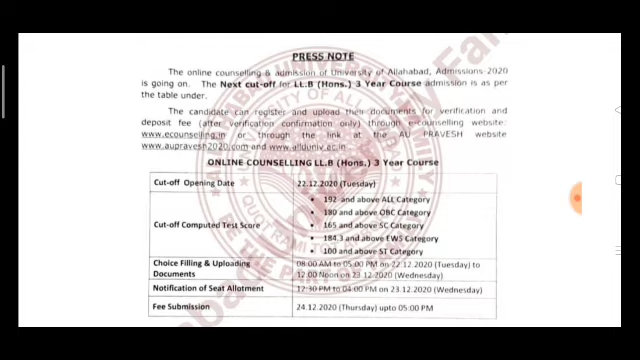 PRESS NOTE
The online counselling & admission of University of Allahabad, Admissions-2020
is going on. The Next cut-off for LL.B (Hons.) 3 Year Course admission is as per
the table under.
The candidate can register and upload their documents for verification and
deposit fee (after verification confirmation only) through e-counselling website:
www.ecounselling.in or through the link at the AU PRAVESH website
www.aupravesh2020.com and www.allduniv.ac.in
ONLINE COUNSELLING LL.B (Hons.) 3 Year Course
Cut-off Opening Date 22.12.2020 (Tuesday)
Cut-off Computed Test Score
• 192 and above ALL Category
• 180 and above OBC Category
• 165 and above SC Category
• 184.3 and above EWS Category
• 100 and above ST Category
Choice Filling & Uploading Documents
08:00 AM to 05:00 PM on 22.12.2020 (Tuesday) to
12:00 Noon on 23.12.2020 (Wednesday)
Notification of Seat Allotment 12:30 PM to 04:00 PM on 23.12.2020 (Wednesday)
Fee Submission 24.12.2020 (Thursday) upto 05:00 PM